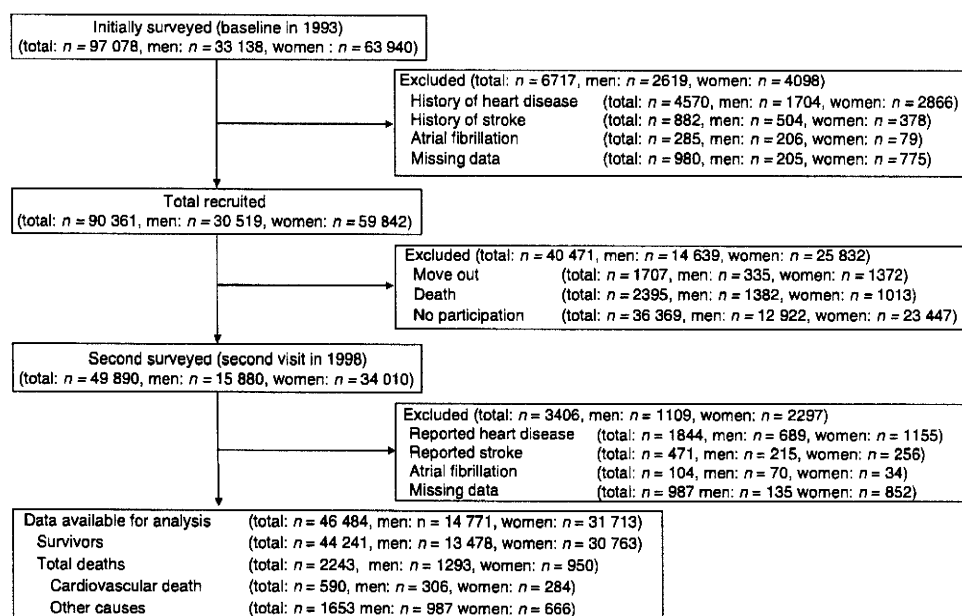 Initially surveyed (baseline in 1993)
(total: n = 97 078, men: n = 33 138, women : n = 63 940)
Excluded (total: n = 6717, men: n = 2619, women: n = 4098)
History of heart disease (total: n = 4570, men: n = 1704, women: n = 2866)
History of stroke (total: n = 882, men: n = 504, women: n = 378)
Atrial fibrillation (total: n = 285, men: n = 206, women: n = 79)
Missing data (total: n = 980, men: n = 205, women: n = 775)
Total recruited
(total: n = 90 361, men: n = 30 519, women: n = 59 842)
Excluded (total: n = 40 471, men: n = 14 639, women: n = 25 832)
Move out (total: n = 1707, men: n = 335, women: n = 1372)
Death (total: n = 2395, men: n = 1382, women: n = 1013)
No participation (total: n = 36 369, men: n = 12 922, women: n = 23 447)
Second surveyed (second visit in 1998)
(total: n = 49 890, men: n = 15 880, women: n = 34 010)
Excluded (total: n = 3406, men: n = 1109, women: n = 2297)
Reported heart disease (total: n = 1844, men: n = 689, women: n = 1155)
Reported stroke (total: n = 471, men: n = 215, women: n = 256)
Atrial fibrillation (total: n = 104, men: n = 70, women: n = 34)
Missing data (total: n = 987 men: n = 135 women: n = 852)
Data available for analysis (total: n = 46 484, men: n = 14 771, women: n = 31 713)
Survivors (total: n = 44 241, men: n = 13 478, women: n = 30 763)
Total deaths (total: n = 2243, men: n = 1293, women: n = 950)
Cardiovascular death (total: n = 590, men: n = 306, women: n = 284)
Other causes (total: n = 1653 men: n = 987 women: n = 666)